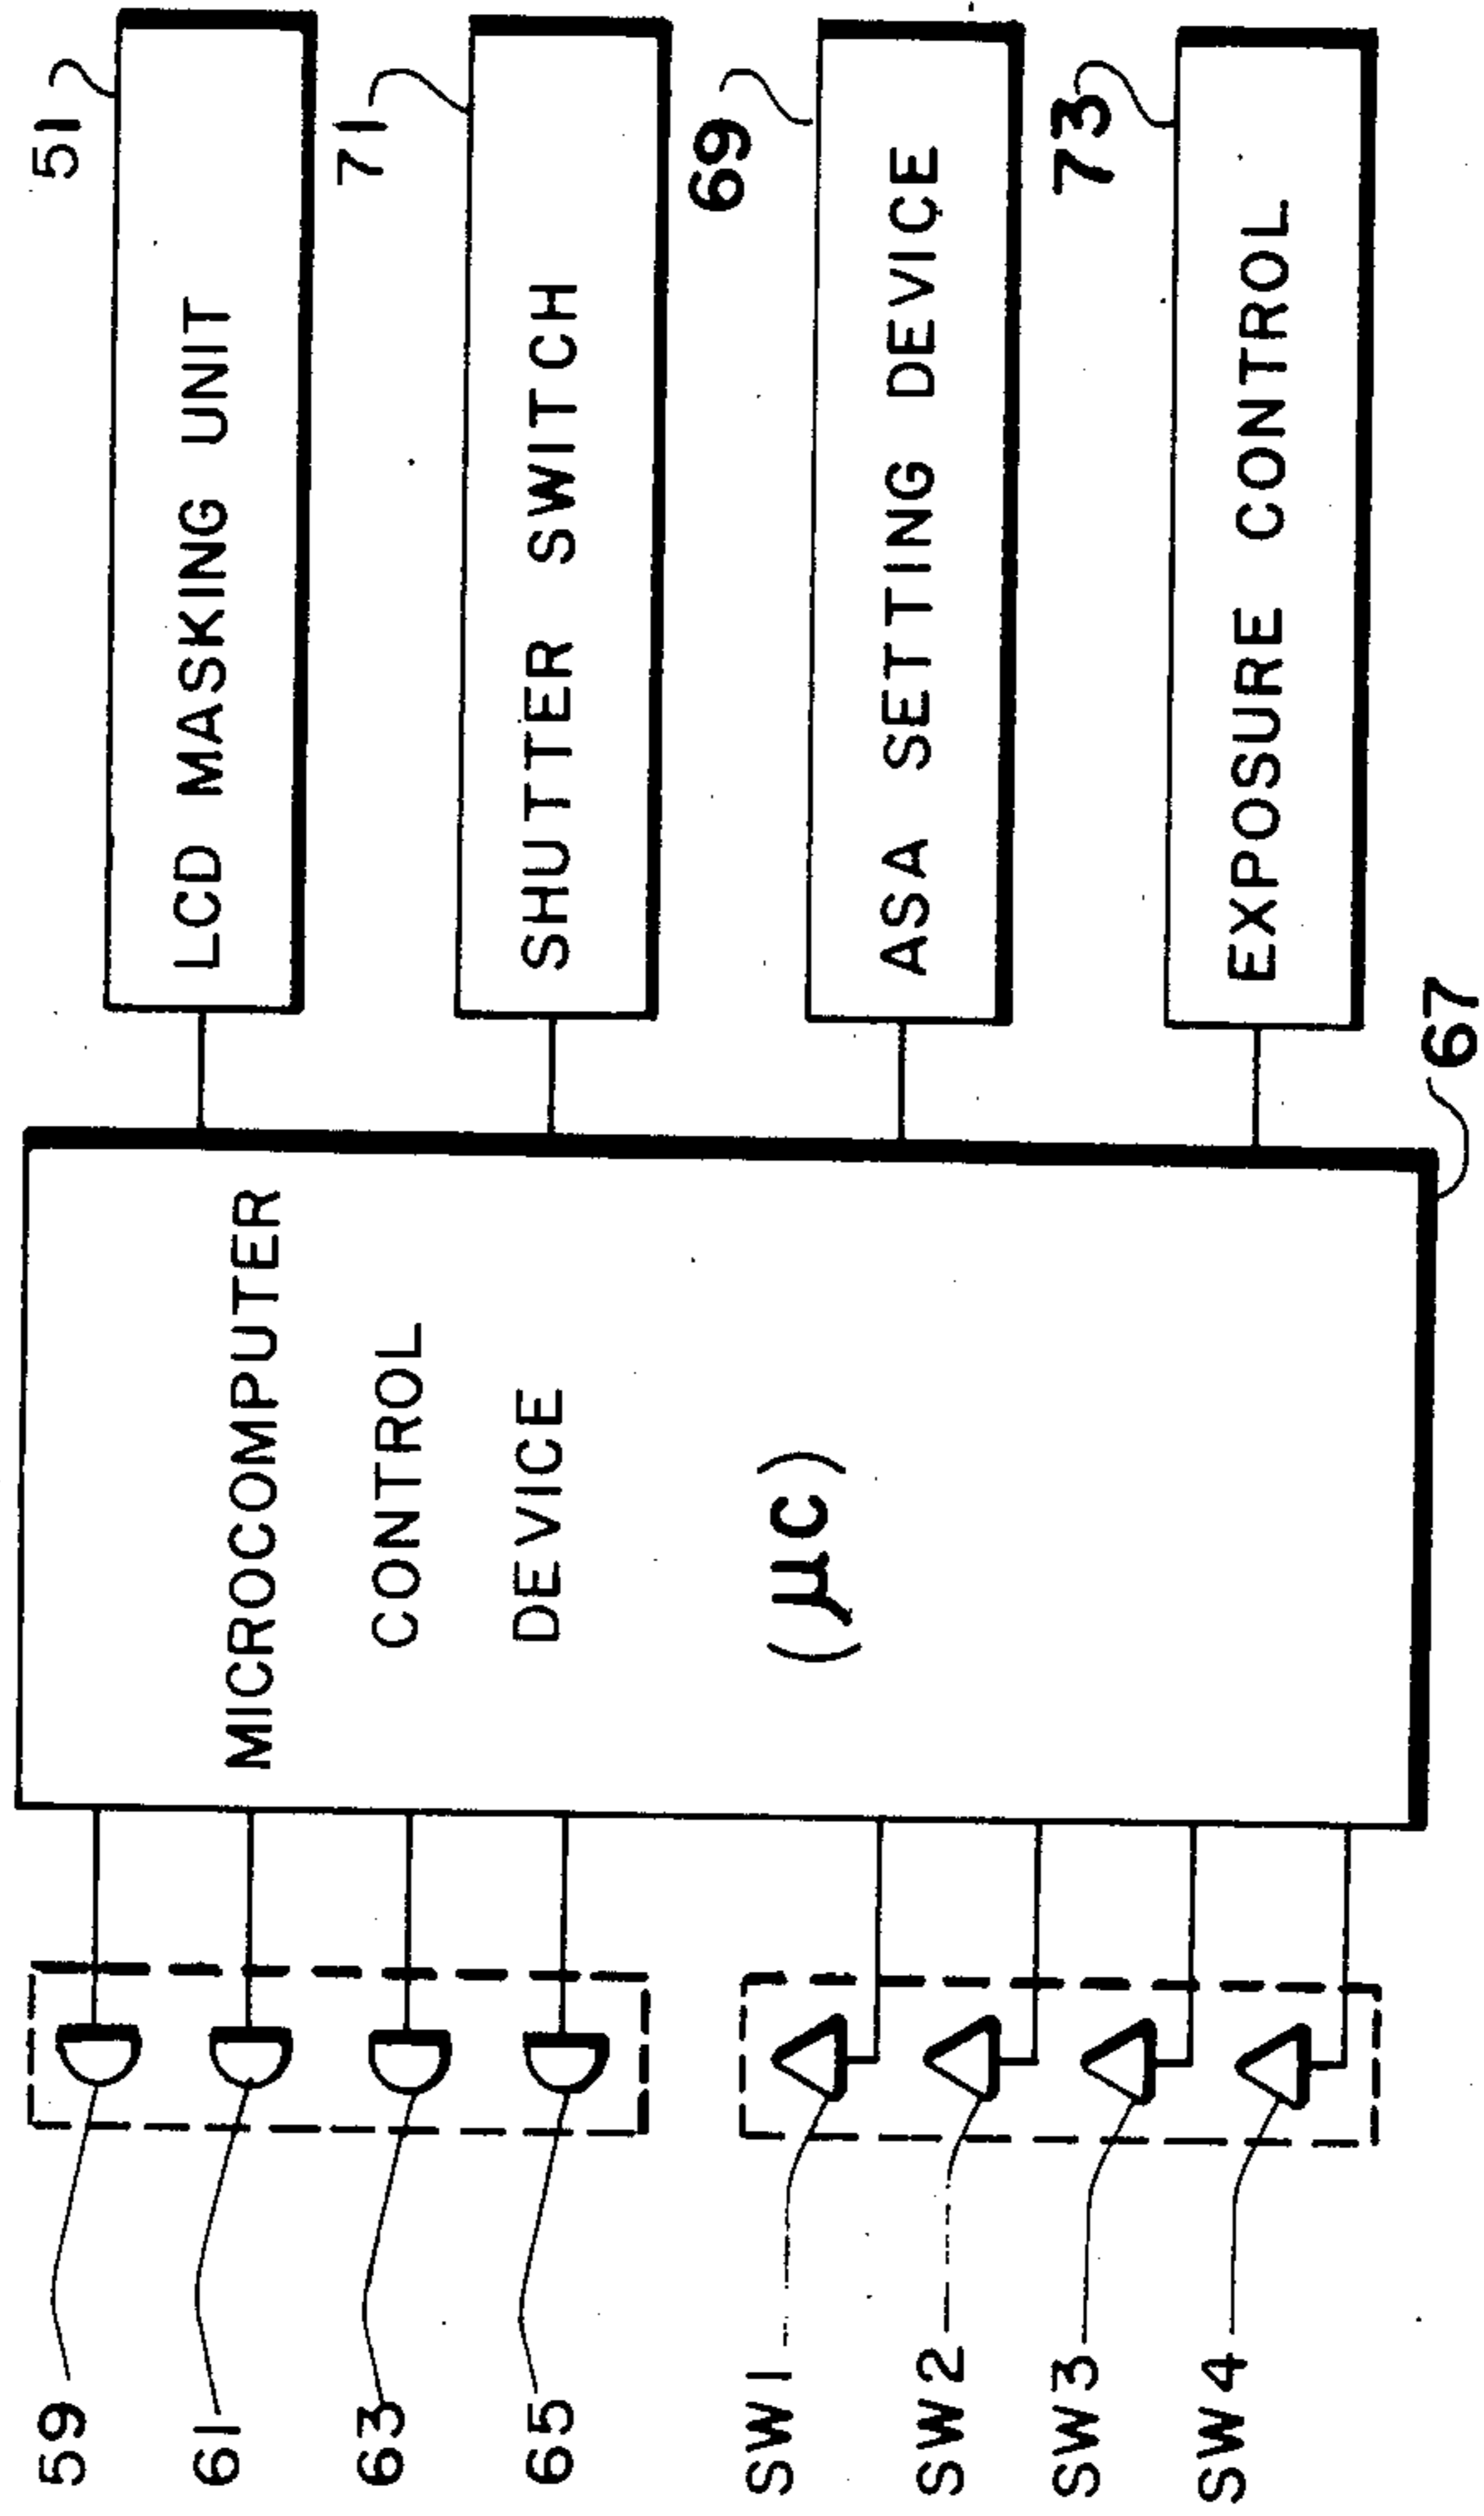 59
61
63
65
SW1
SW2
SW3
SW4
MICROCOMPUTER
CONTROL
DEVICE
(μC)
67
LCD MASKING UNIT
51
SHUTTER SWITCH
71
ASA SETTING DEVICE
69
EXPOSURE CONTROL
73